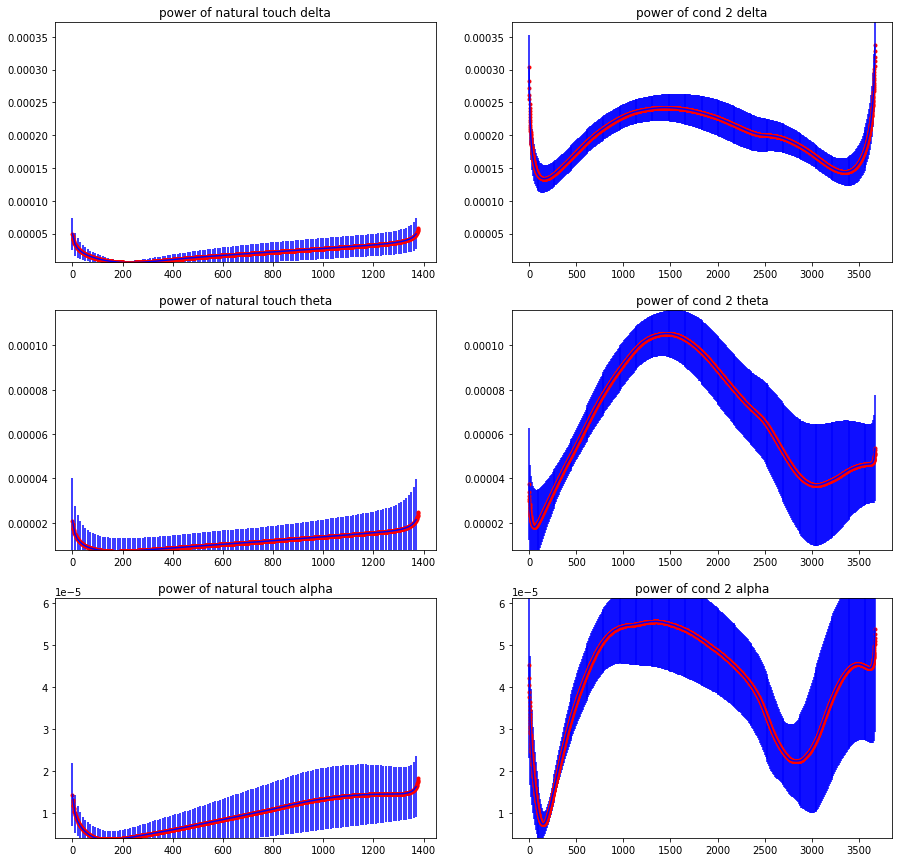 power of natural touch delta
0.00035
0.00030
0.00025
0.00020
0.00015
0.00010
0.00005
0 200 400 600 800 1000 1200 1400
power of cond 2 delta
0.00035
0.00030
0.00025
0.00020
0.00015
0.00010
0.00005
0 500 1000 1500 2000 2500 3000 3500
power of natural touch theta
0.00010
0.00008
0.00006
0.00004
0.00002
0 200 400 600 800 1000 1200 1400
power of cond 2 theta
0.00010
0.00008
0.00006
0.00004
0.00002
0 500 1000 1500 2000 2500 3000 3500
power of natural touch alpha
1e−5
6
5
4
3
2
1
0 200 400 600 800 1000 1200 1400
power of cond 2 alpha
1e−5
6
5
4
3
2
1
0 500 1000 1500 2000 2500 3000 3500